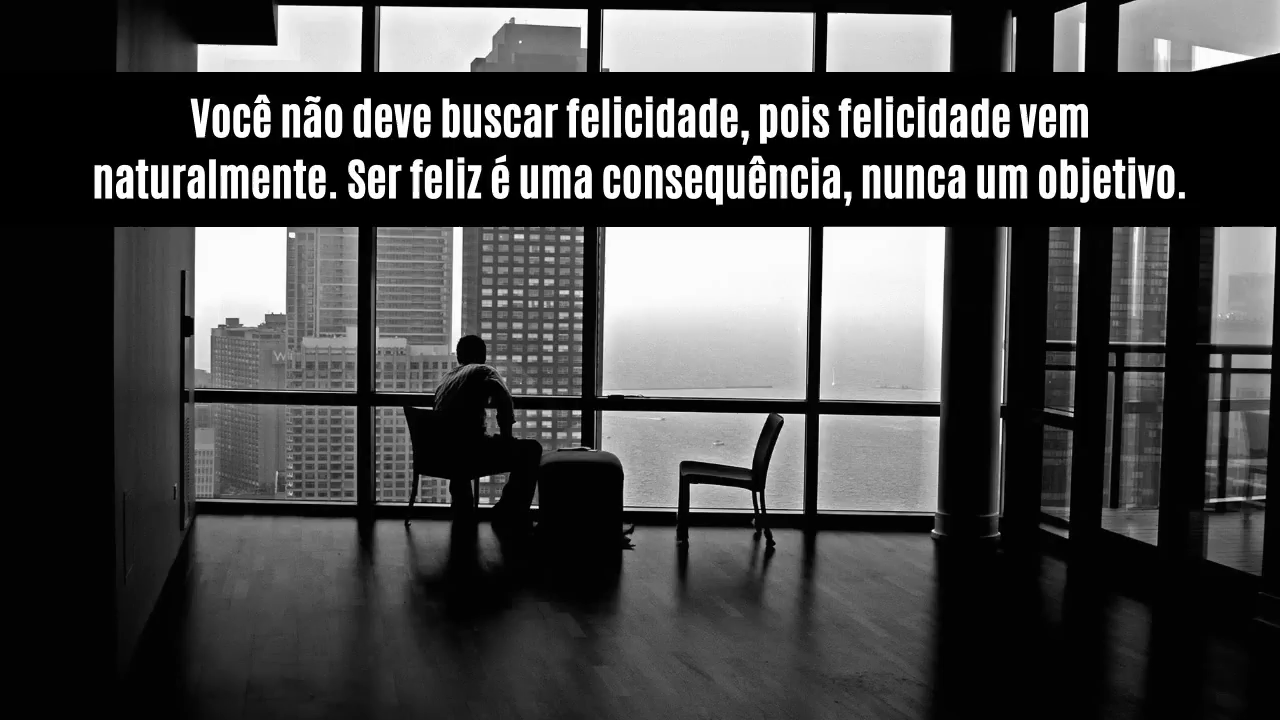 Você não deve buscar felicidade, pois felicidade vem
naturalmente. Ser feliz é uma consequência, nunca um objetivo.